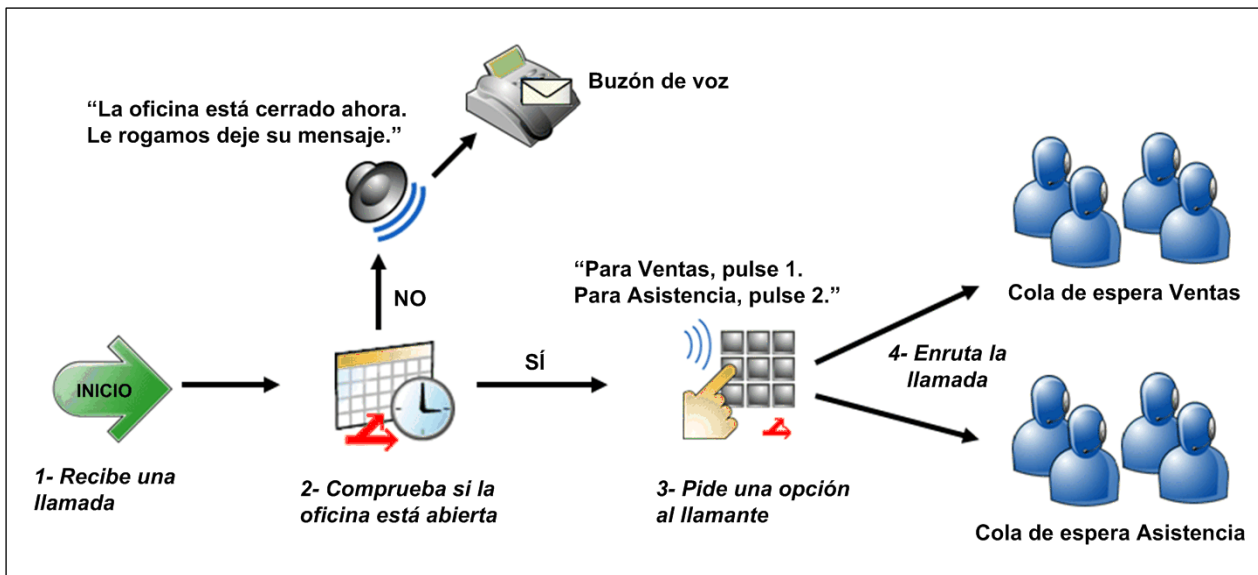 Buzón de voz
“La oficina está cerrado ahora.
Le rogamos deje su mensaje.”
NO
“Para Ventas, pulse 1.
Para Asistencia, pulse 2.”
Cola de espera Ventas
INICIO
SÍ
4- Enruta la
llamada
1- Recibe una
llamada
2- Comprueba si la
oficina está abierta
3- Pide una opción
al llamante
Cola de espera Asistencia